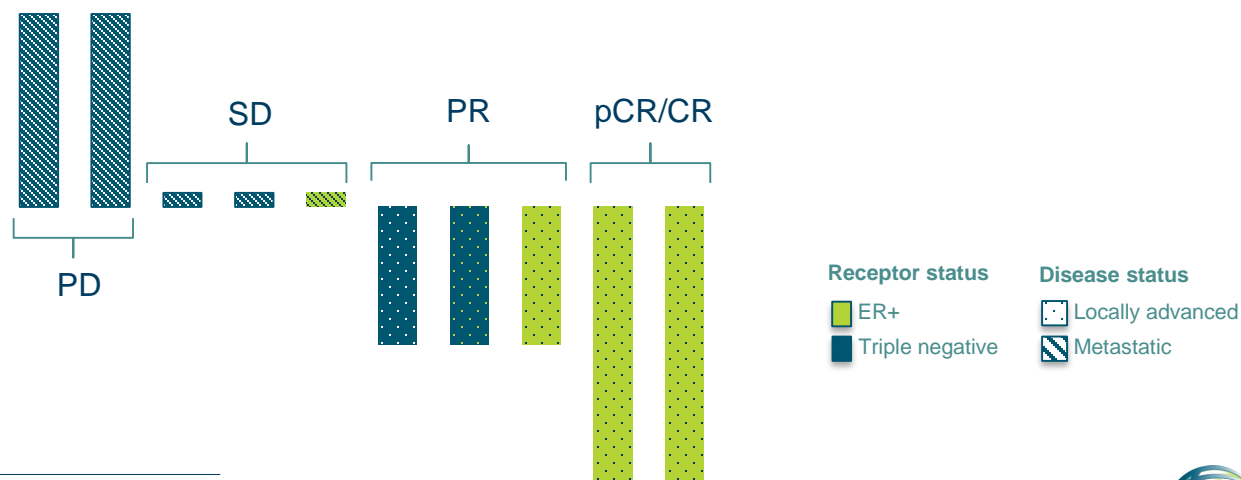 SD
PR
pCR/CR
PD
Receptor status
ER+
Triple negative
Disease status
Locally advanced
Metastatic